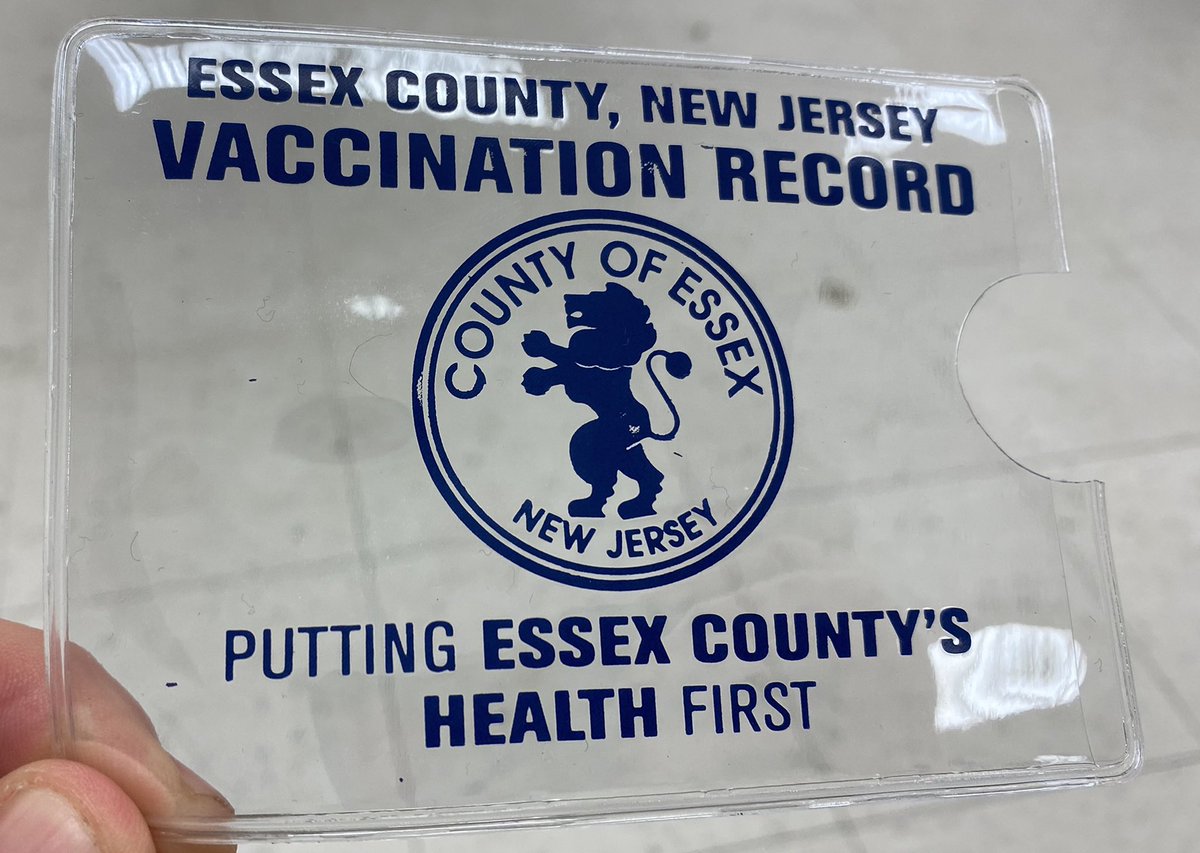 ESSEX COUNTY, NEW JERSEY
VACCINATION RECORD
COUNTY OF ESSEX
NEW JERSEY
PUTTING ESSEX COUNTY'S
HEALTH FIRST